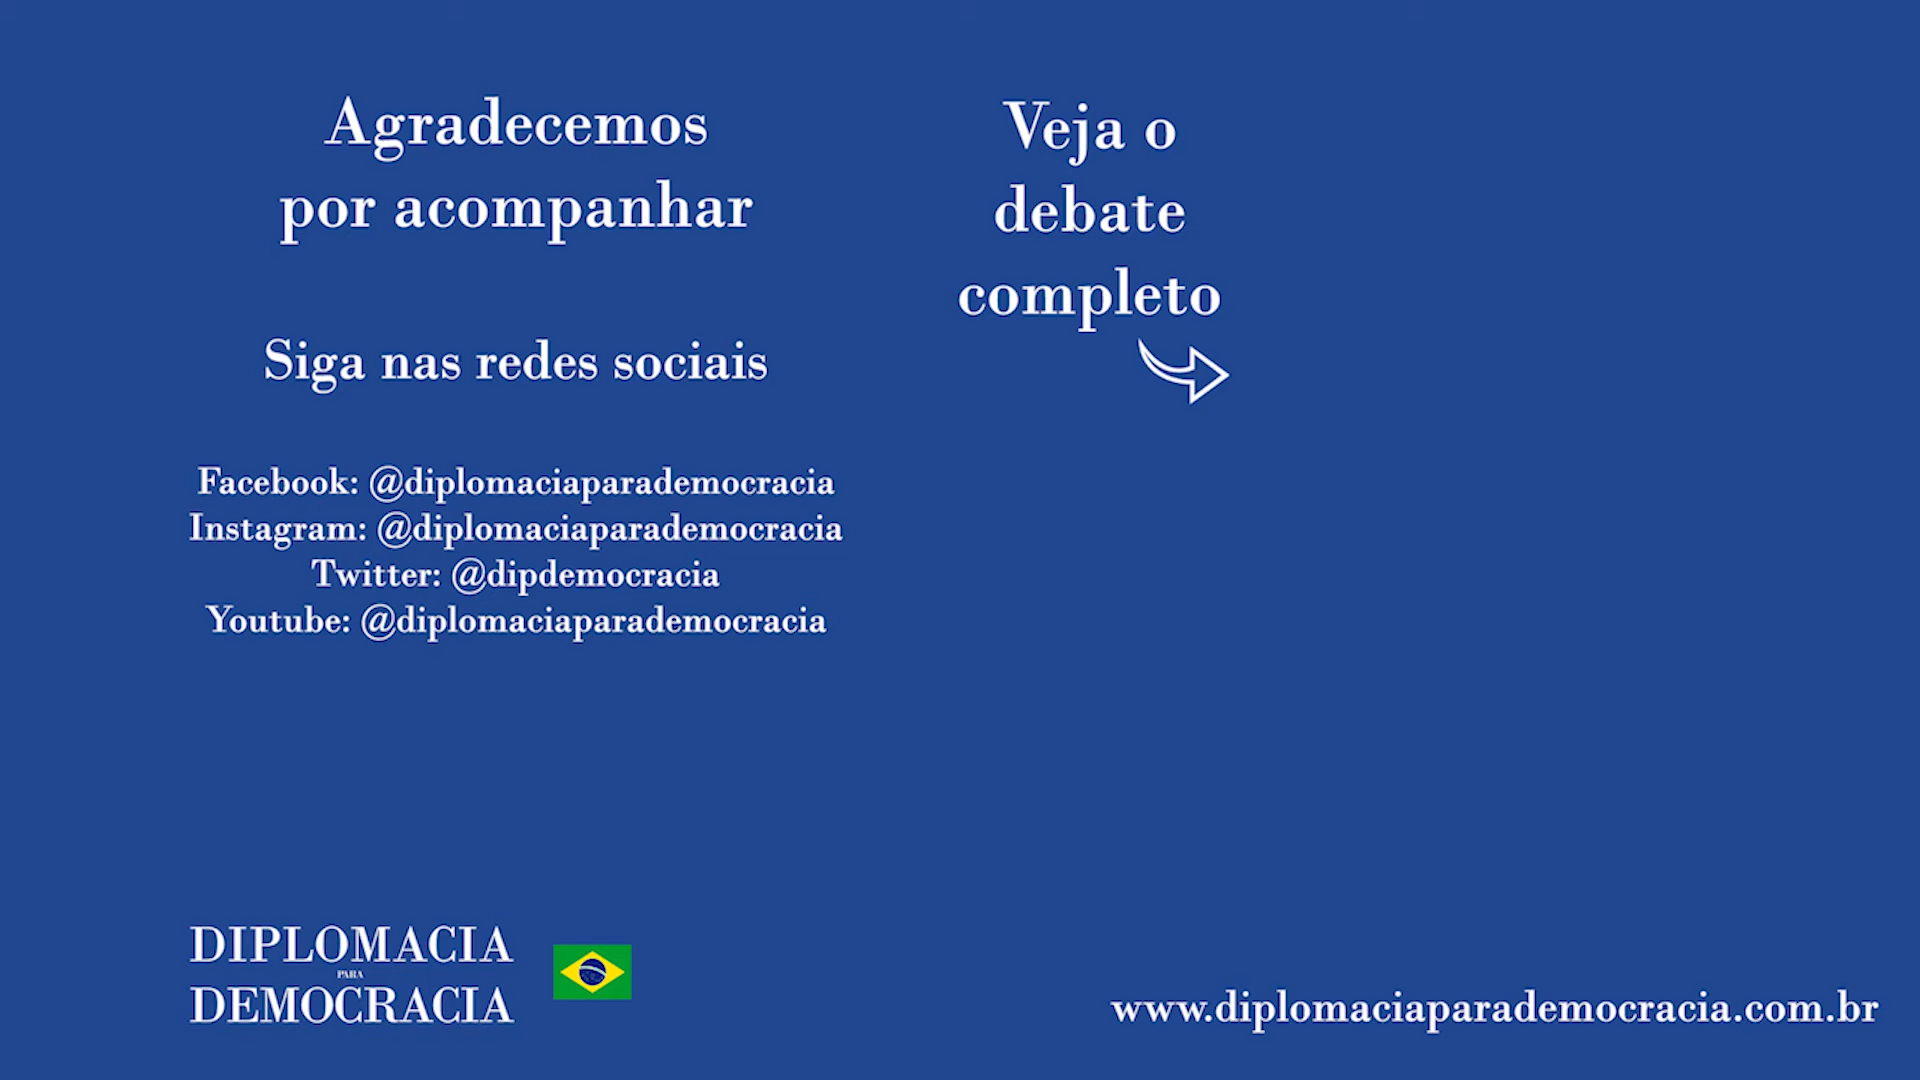 Agradecemos
por acompanhar
Siga nas redes sociais
Facebook: @diplomaciaparademocracia
Instagram: @diplomaciaparademocracia
Twitter: @dipdemocracia
Youtube: @diplomaciaparademocracia
Veja o
debate
completo
DIPLOMACIA
PARA
DEMOCRACIA
www.diplomaciaparademocracia.com.br